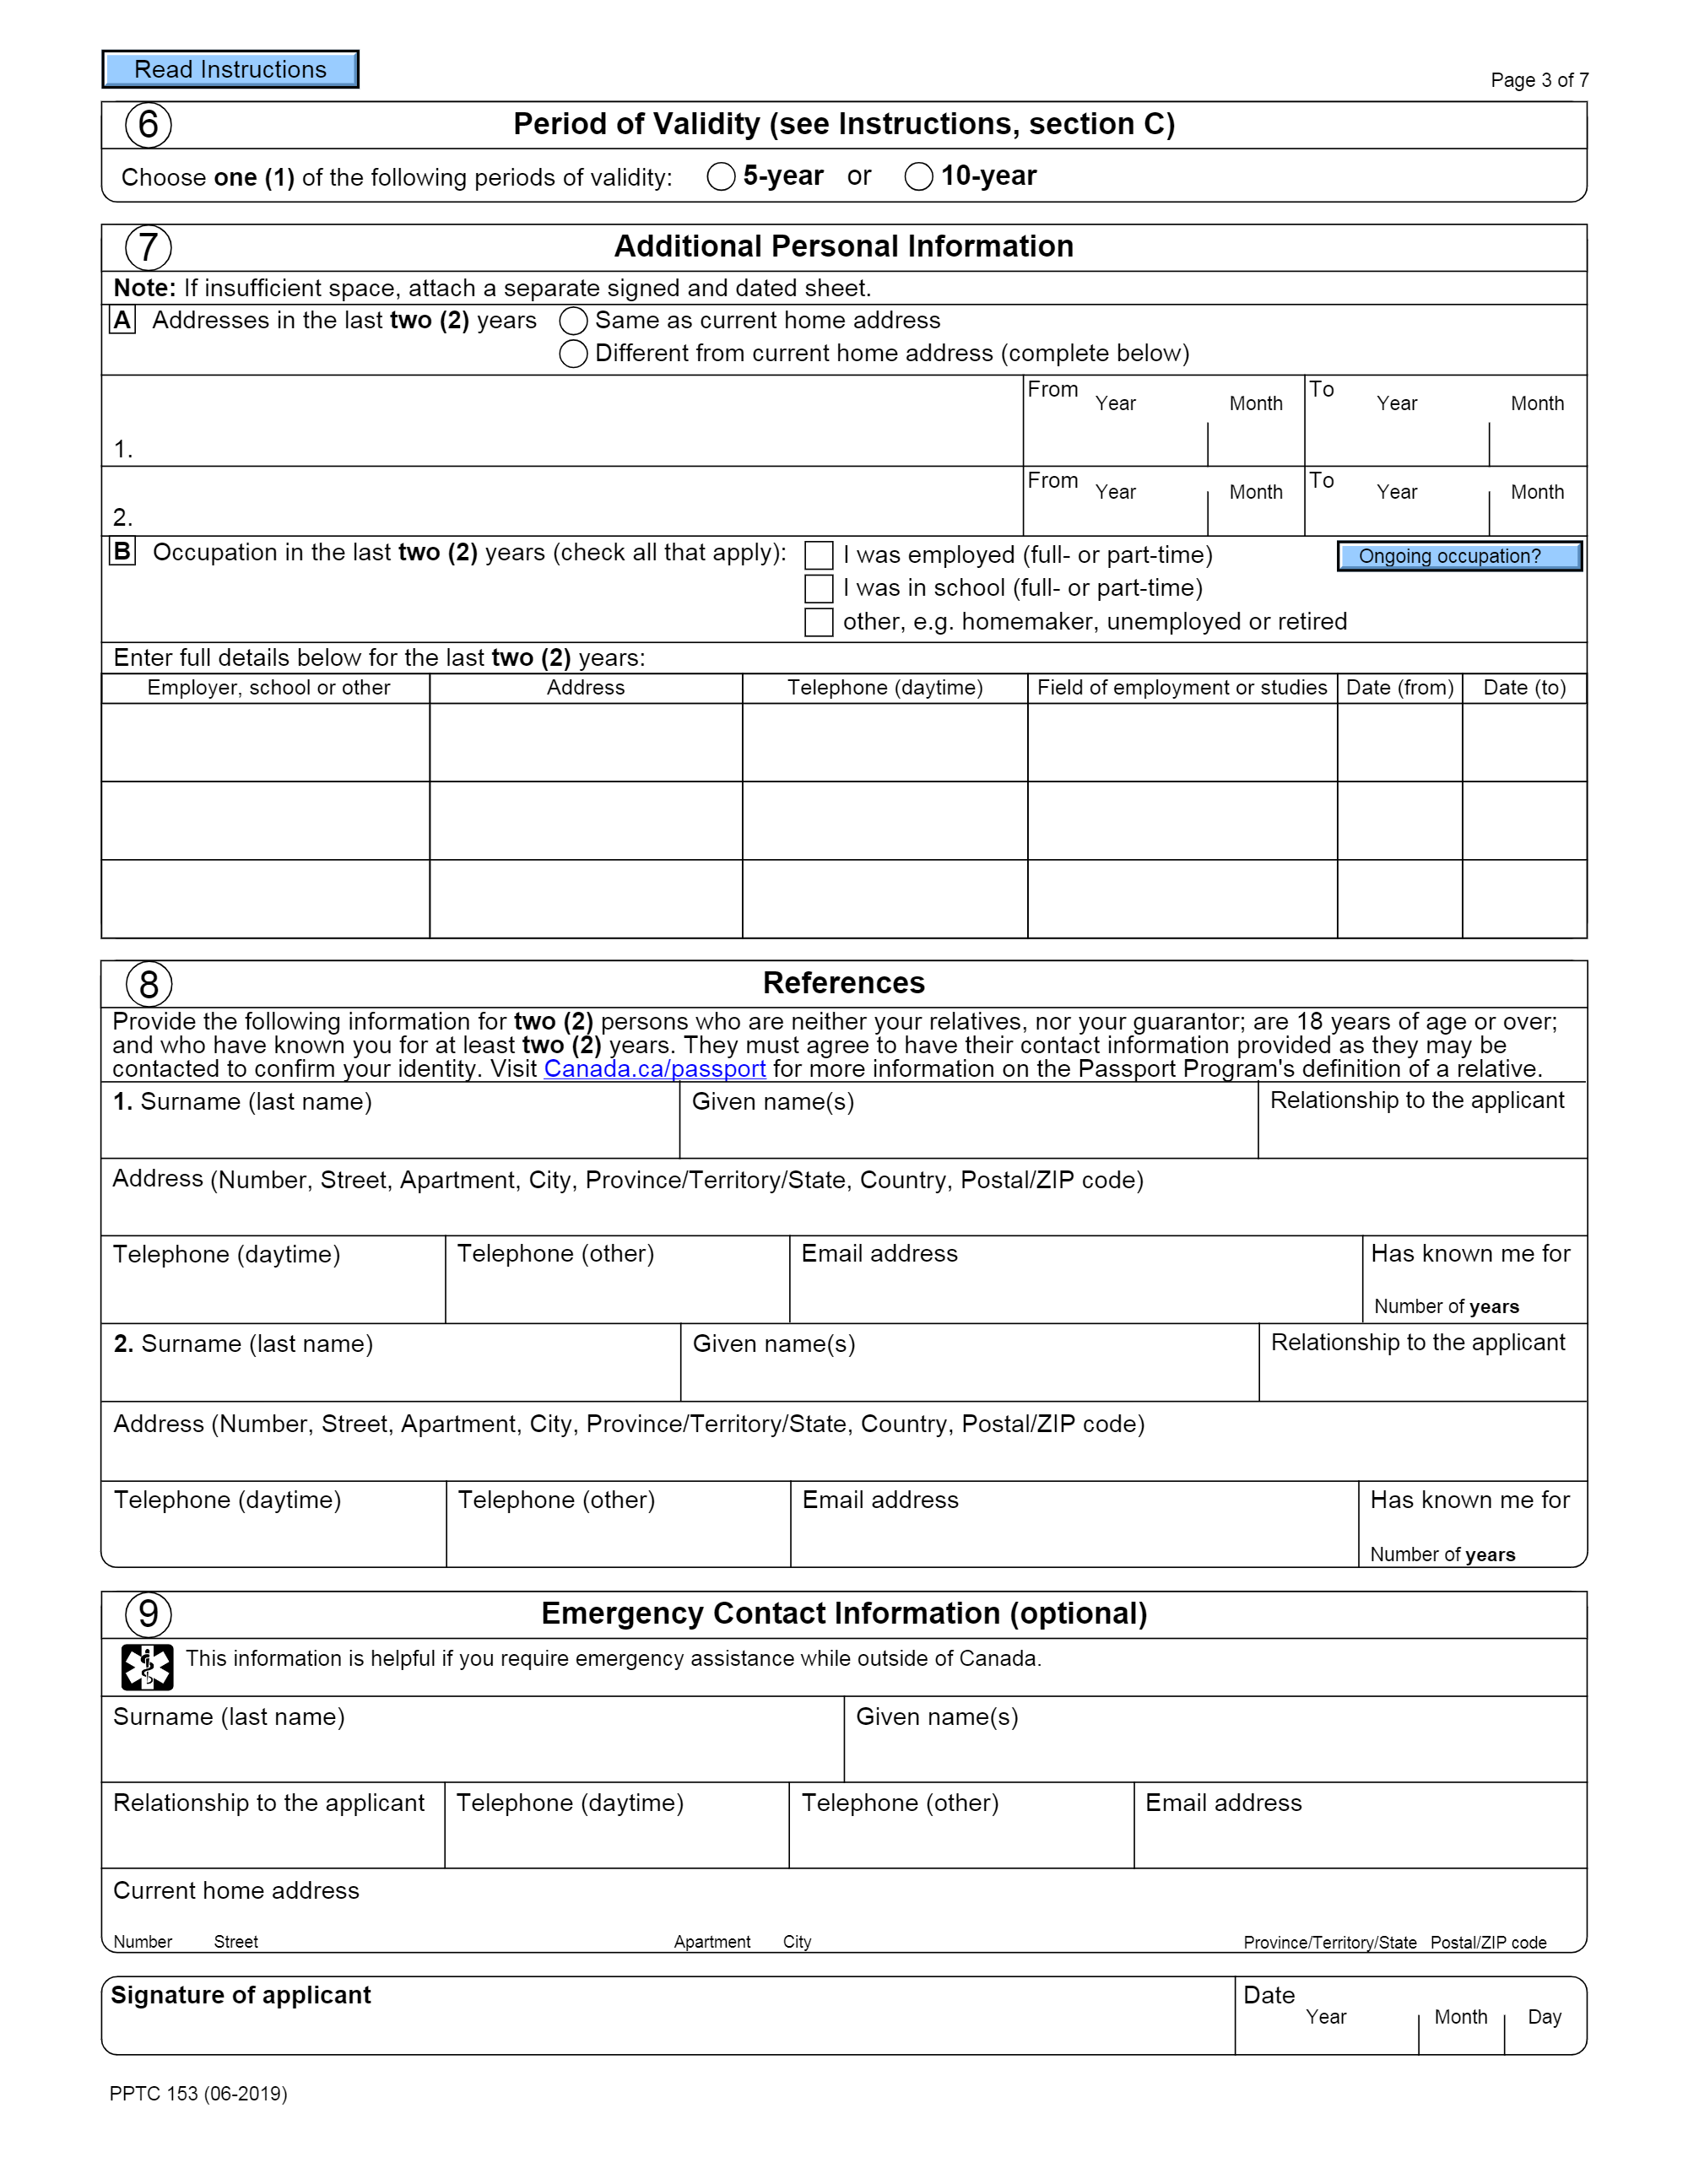 Read Instructions
Page 3 of 7
6 Period of Validity (see Instructions, section C)
Choose one (1) of the following periods of validity: 5-year or 10-year
7 Additional Personal Information
Note: If insufficient space, attach a separate signed and dated sheet.
A Addresses in the last two (2) years Same as current home address
Different from current home address (complete below)
From Year Month To Year Month
1.
From Year Month To Year Month
2.
B Occupation in the last two (2) years (check all that apply): I was employed (full- or part-time) Ongoing occupation?
I was in school (full- or part-time)
other, e.g. homemaker, unemployed or retired
Enter full details below for the last two (2) years:
Employer, school or other Address Telephone (daytime) Field of employment or studies Date (from) Date (to)
8 References
Provide the following information for two (2) persons who are neither your relatives, nor your guarantor; are 18 years of age or over;
and who have known you for at least two (2) years. They must agree to have their contact information provided as they may be
contacted to confirm your identity. Visit Canada.ca/passport for more information on the Passport Program's definition of a relative.
1. Surname (last name) Given name(s) Relationship to the applicant
Address (Number, Street, Apartment, City, Province/Territory/State, Country, Postal/ZIP code)
Telephone (daytime) Telephone (other) Email address Has known me for
Number of years
2. Surname (last name) Given name(s) Relationship to the applicant
Address (Number, Street, Apartment, City, Province/Territory/State, Country, Postal/ZIP code)
Telephone (daytime) Telephone (other) Email address Has known me for
Number of years
9 Emergency Contact Information (optional)
This information is helpful if you require emergency assistance while outside of Canada.
Surname (last name) Given name(s)
Relationship to the applicant Telephone (daytime) Telephone (other) Email address
Current home address
Number Street Apartment City Province/Territory/State Postal/ZIP code
Signature of applicant Date
Year Month Day
PPTC 153 (06-2019)